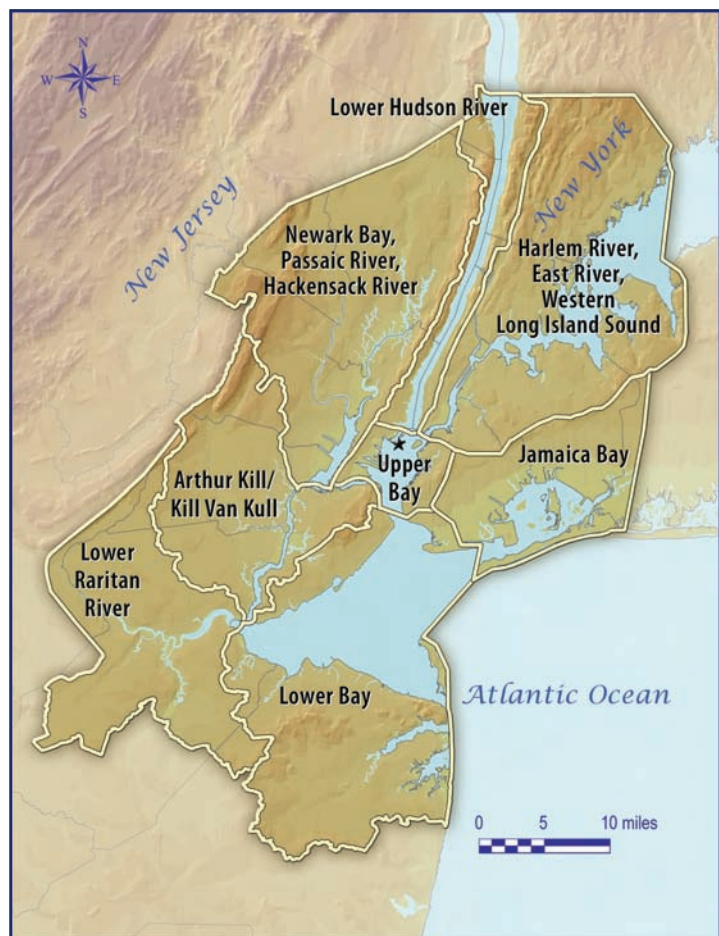 N
W E
S
Lower Hudson River
New Jersey
New York
Newark Bay,
Passaic River,
Hackensack River
Harlem River,
East River,
Western
Long Island Sound
Upper
Bay
Jamaica Bay
Arthur Kill/
Kill Van Kull
Lower
Raritan
River
Lower Bay
Atlantic Ocean
0 5 10 miles